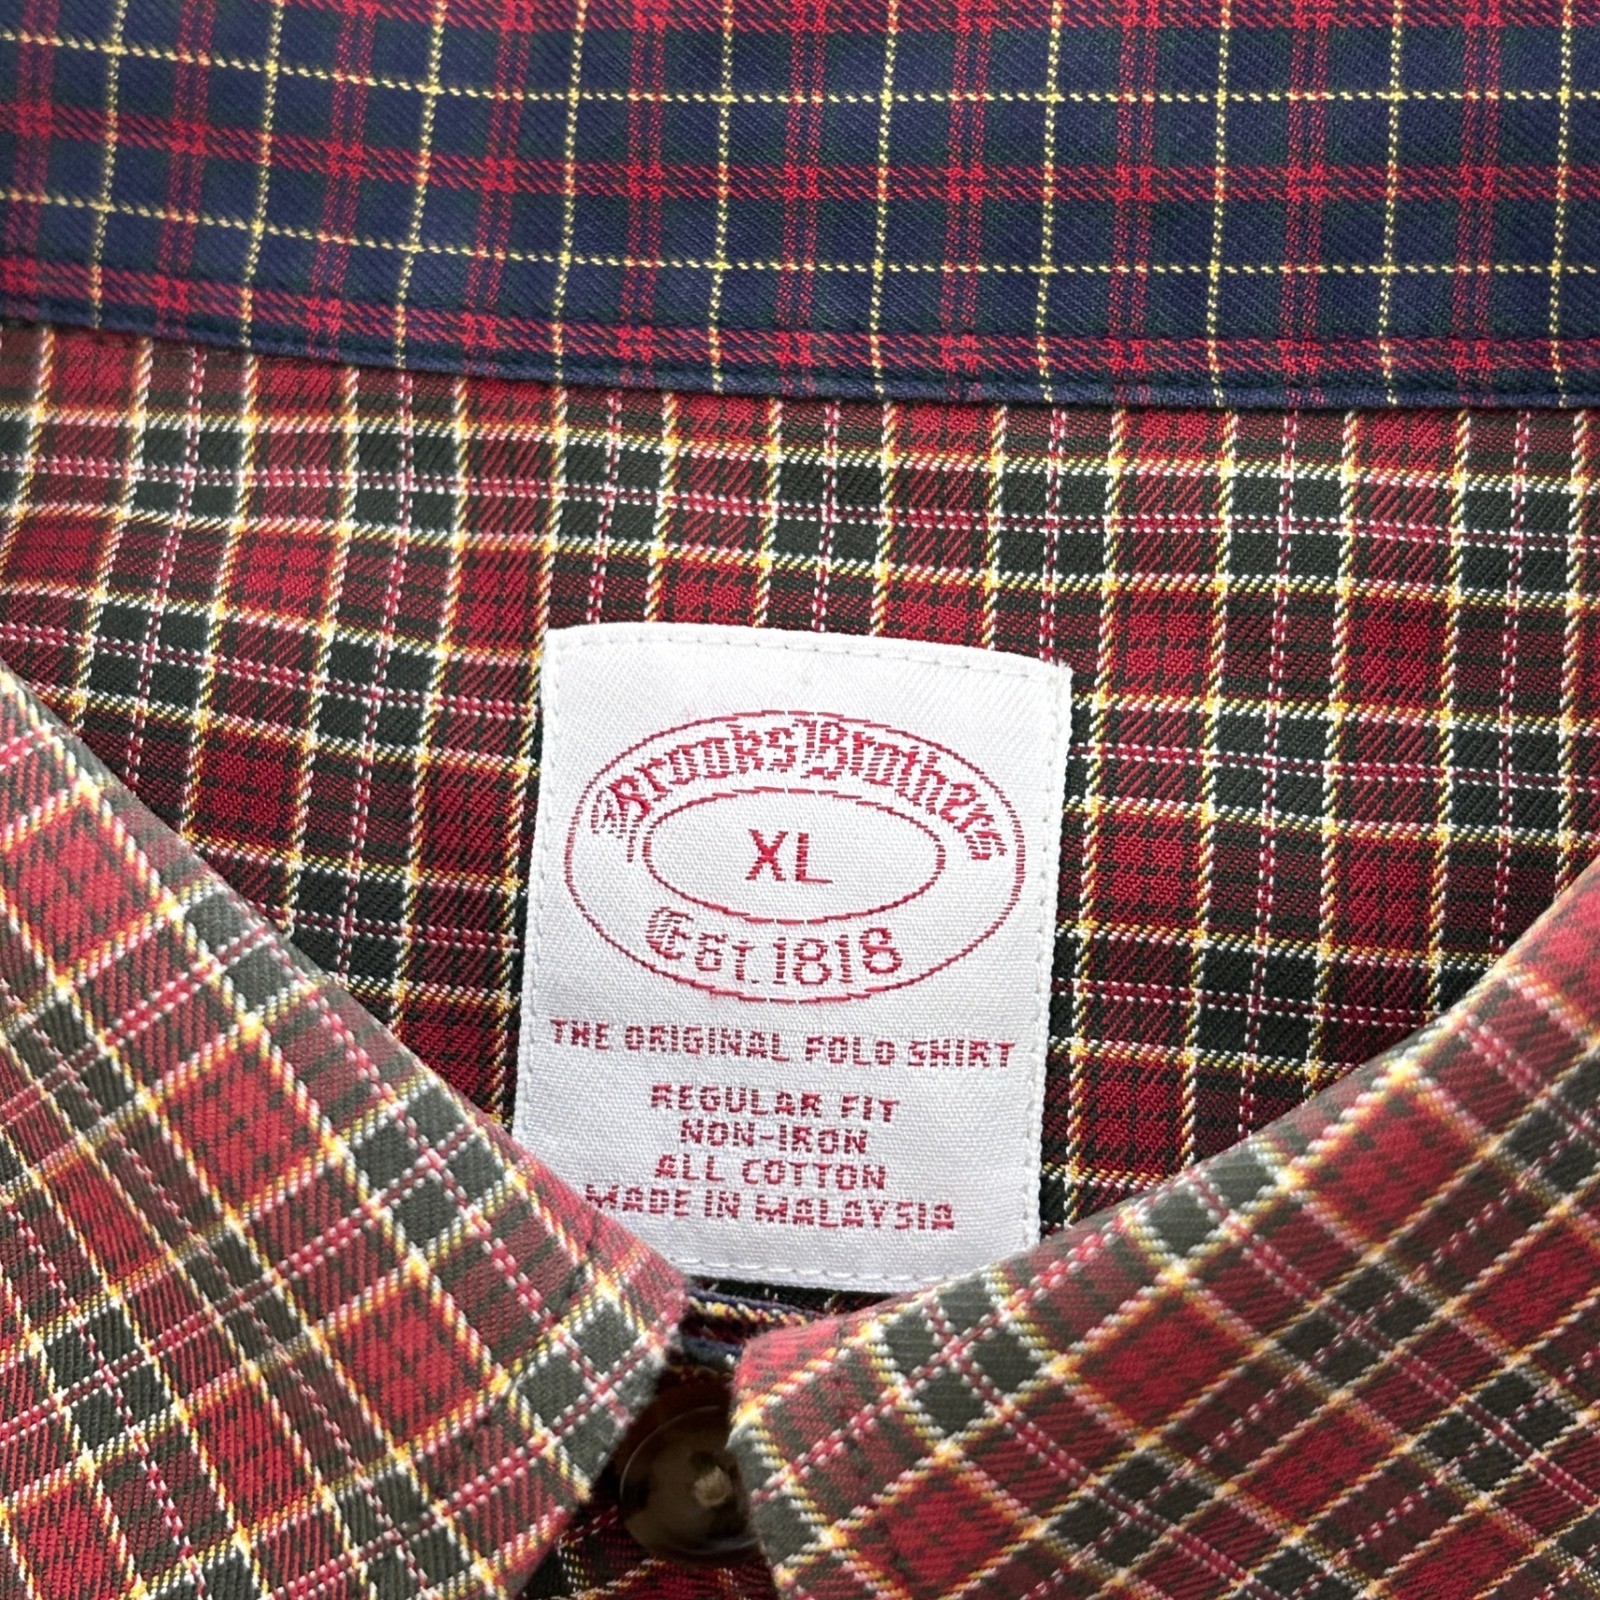 Brooks Brothers
XL
Est. 1818
THE ORIGINAL POLO SHIRT
REGULAR FIT
NON-IRON
ALL COTTON
MADE IN MALAYSIA